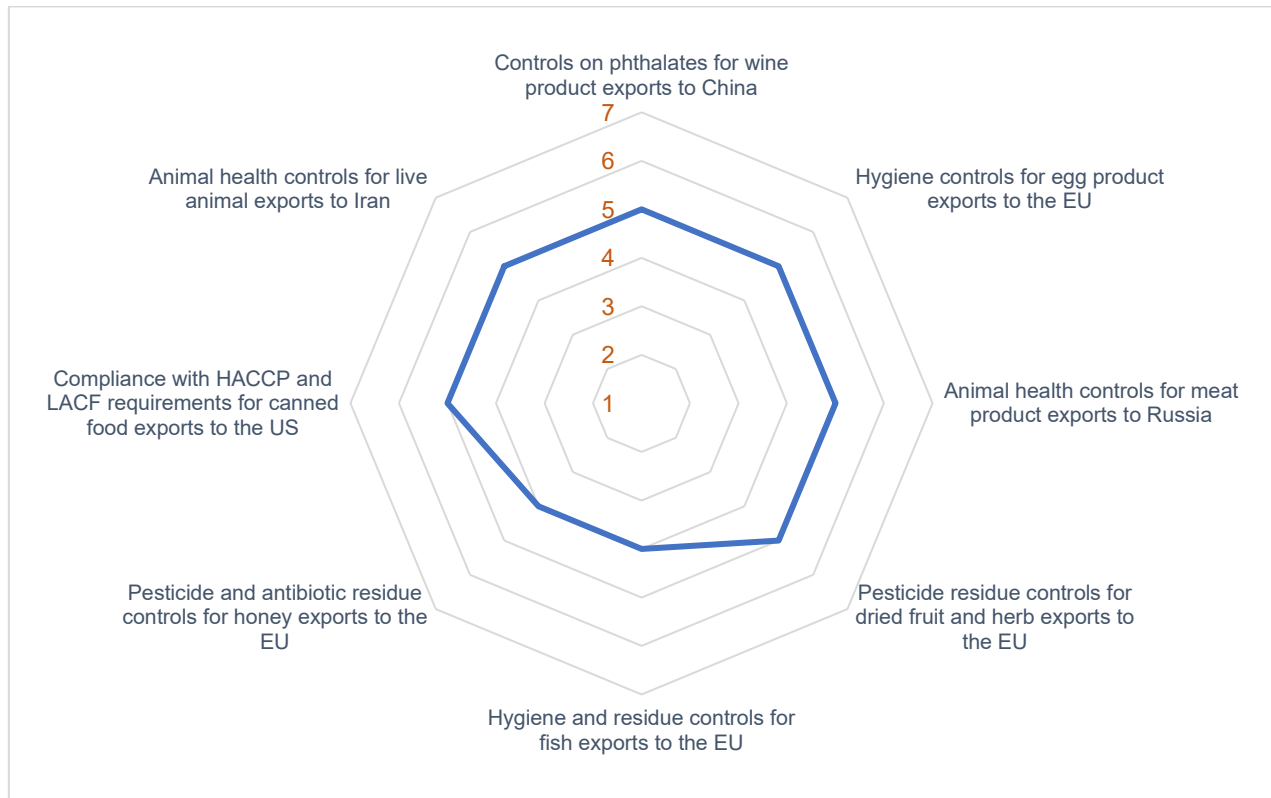 Controls on phthalates for wine
product exports to China
7
6
5
4
3
2
1
Hygiene controls for egg product
exports to the EU
Animal health controls for meat
product exports to Russia
Pesticide residue controls for
dried fruit and herb exports to
the EU
Hygiene and residue controls for
fish exports to the EU
Pesticide and antibiotic residue
controls for honey exports to the
EU
Compliance with HACCP and
LACF requirements for canned
food exports to the US
Animal health controls for live
animal exports to Iran